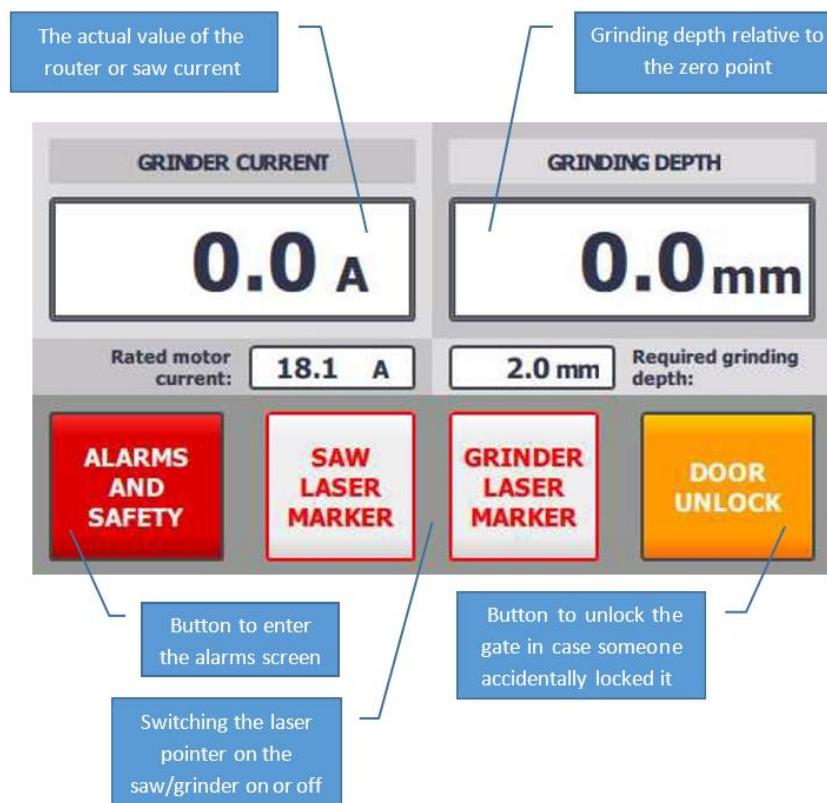 The actual value of the
router or saw current
Grinding depth relative to
the zero point
GRINDER CURRENT
GRINDING DEPTH
0.0 A
0.0 mm
Rated motor
current:
18.1 A
2.0 mm
Required grinding
depth:
ALARMS
AND
SAFETY
SAW
LASER
MARKER
GRINDER
LASER
MARKER
DOOR
UNLOCK
Button to enter
the alarms screen
Button to unlock the
gate in case someone
accidentally locked it
Switching the laser
pointer on the
saw/grinder on or off